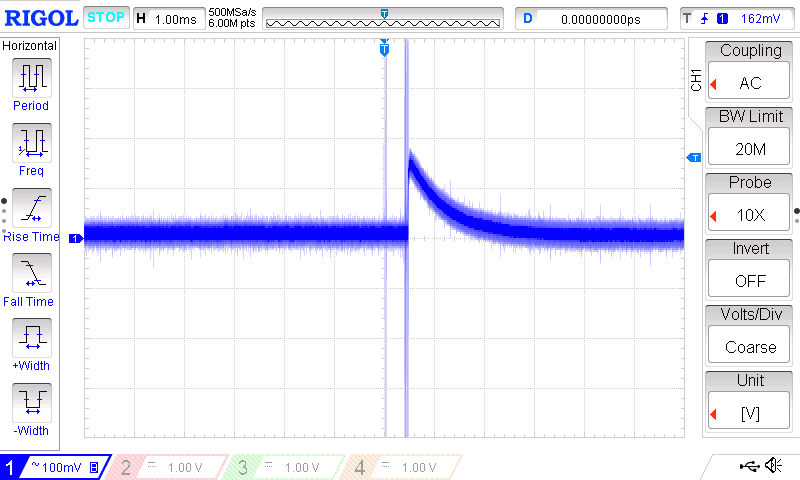 RIGOL STOP H 1.00ms 500MSa/s 6.00M pts T D 0.00000000ps T 1 162mV
Horizontal
Period
Freq
Rise Time
Fall Time
+Width
-Width
T
T
1
CH1
Coupling
AC
BW Limit
20M
Probe
10X
Invert
OFF
Volts/Div
Coarse
Unit
[V]
1 ~ 100mV B 2 1.00 V 3 1.00 V 4 1.00 V